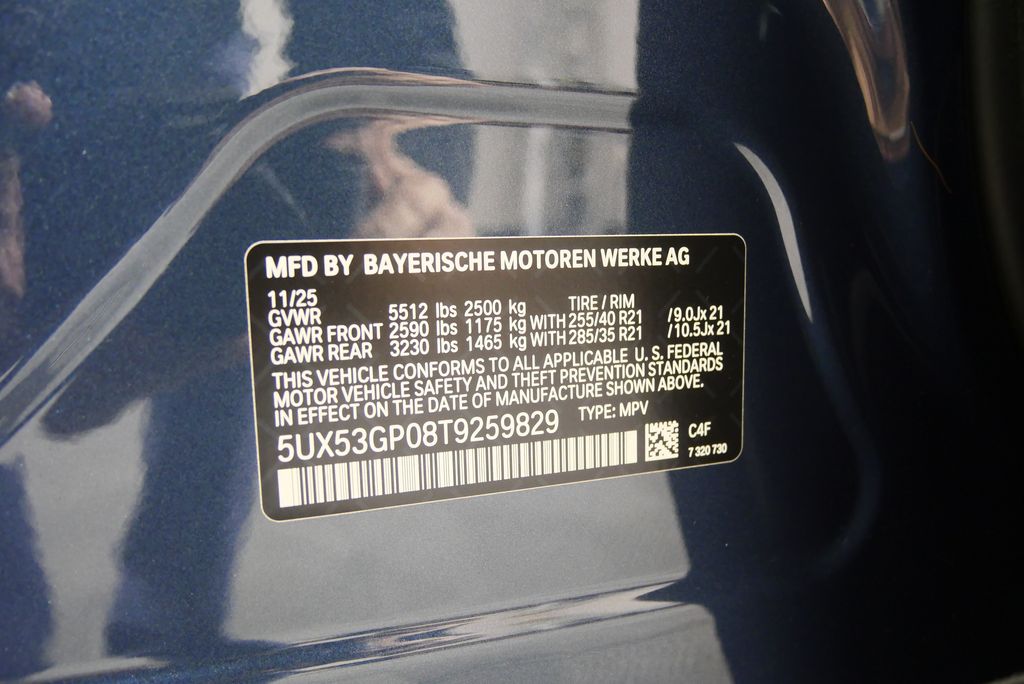 MFD BY BAYERISCHE MOTOREN WERKE AG
11/25 TIRE / RIM
GVWR 5512 lbs 2500 kg
GAWR FRONT 2590 lbs 1175 kg WITH 255/40 R21 /9.0Jx 21
GAWR REAR 3230 lbs 1465 kg WITH 285/35 R21 /10.5Jx 21
THIS VEHICLE CONFORMS TO ALL APPLICABLE U.S. FEDERAL
MOTOR VEHICLE SAFETY AND THEFT PREVENTION STANDARDS
IN EFFECT ON THE DATE OF MANUFACTURE SHOWN ABOVE.
5UX53GP08T9259829 TYPE: MPV
C4F
7 320 730